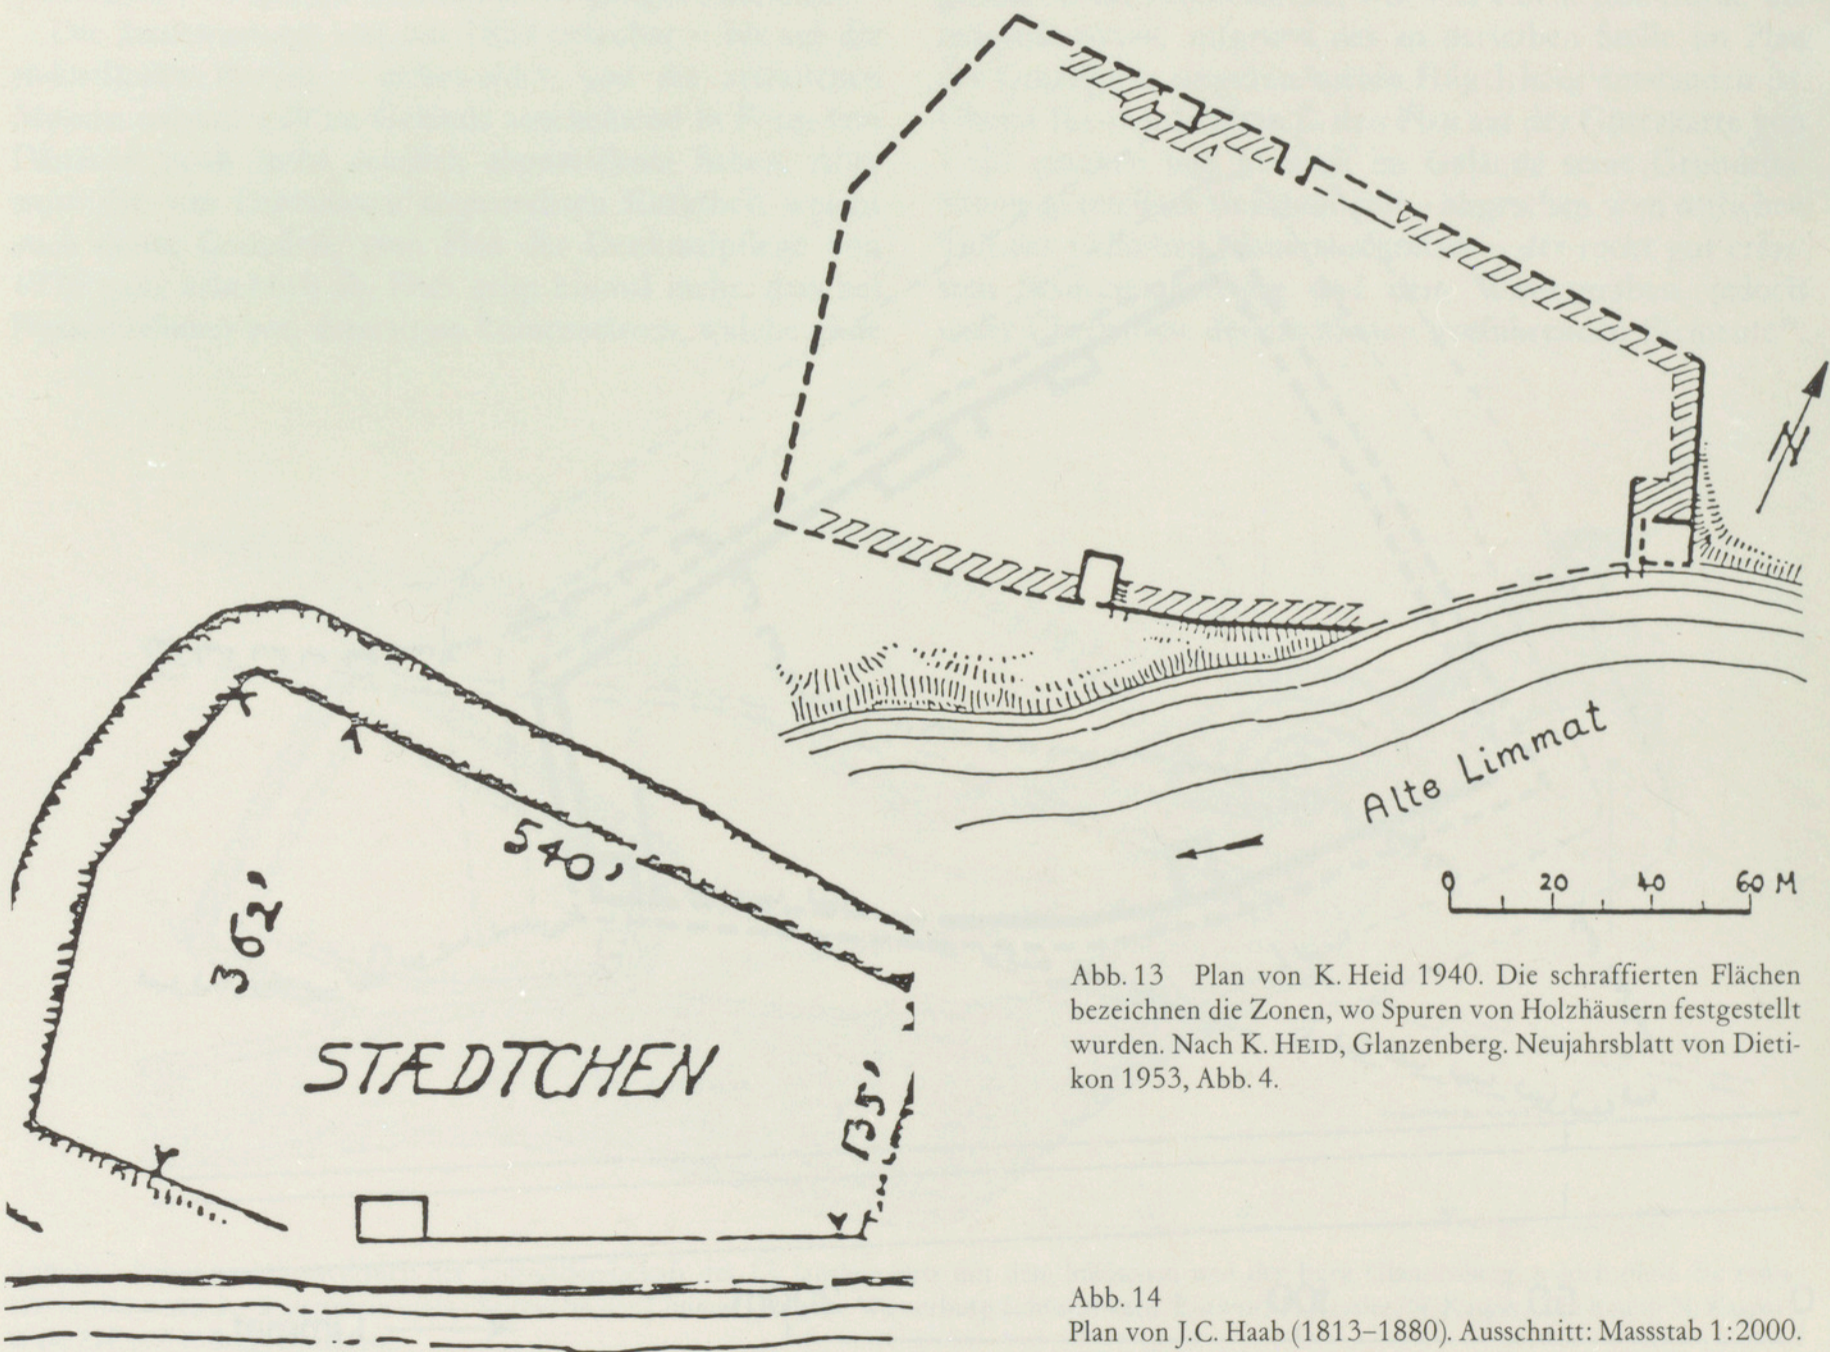 N
Alte Limmat
0 20 40 60 M
Abb. 13 Plan von K. Heid 1940. Die schraffierten Flächen
bezeichnen die Zonen, wo Spuren von Holzhäusern festgestellt
wurden. Nach K. HEID, Glanzenberg. Neujahrsblatt von Dieti-
kon 1953, Abb. 4.
540'
362'
STÆDTCHEN
135'
Abb. 14
Plan von J.C. Haab (1813–1880). Ausschnitt: Massstab 1:2000.